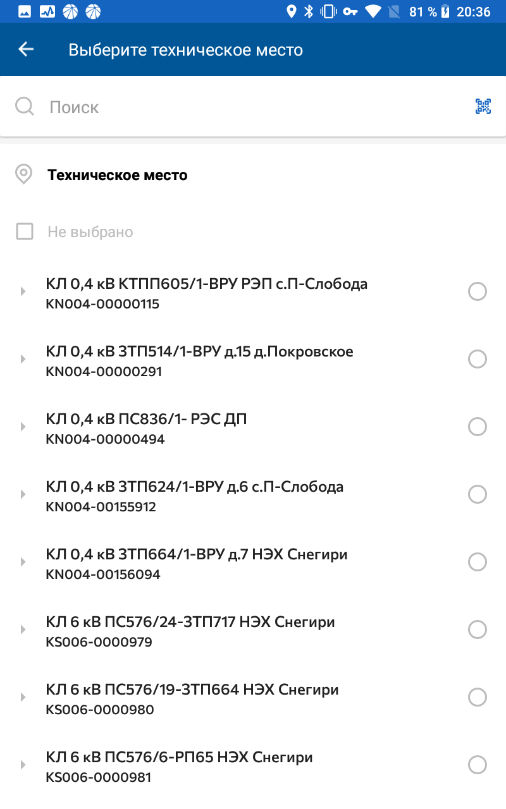 81 % 20:36
Выберите техническое место
Поиск
Техническое место
Не выбрано
КЛ 0,4 кВ КТПП605/1-ВРУ РЭП с.П-Слобода
KN004-00000115
КЛ 0,4 кВ ЗТП514/1-ВРУ д.15 д.Покровское
KN004-00000291
КЛ 0,4 кВ ПС836/1- РЭС ДП
KN004-00000494
КЛ 0,4 кВ ЗТП624/1-ВРУ д.6 с.П-Слобода
KN004-00155912
КЛ 0,4 кВ ЗТП664/1-ВРУ д.7 НЭХ Снегири
KN004-00156094
КЛ 6 кВ ПС576/24-ЗТП717 НЭХ Снегири
KS006-0000979
КЛ 6 кВ ПС576/19-ЗТП664 НЭХ Снегири
KS006-0000980
КЛ 6 кВ ПС576/6-РП65 НЭХ Снегири
KS006-0000981